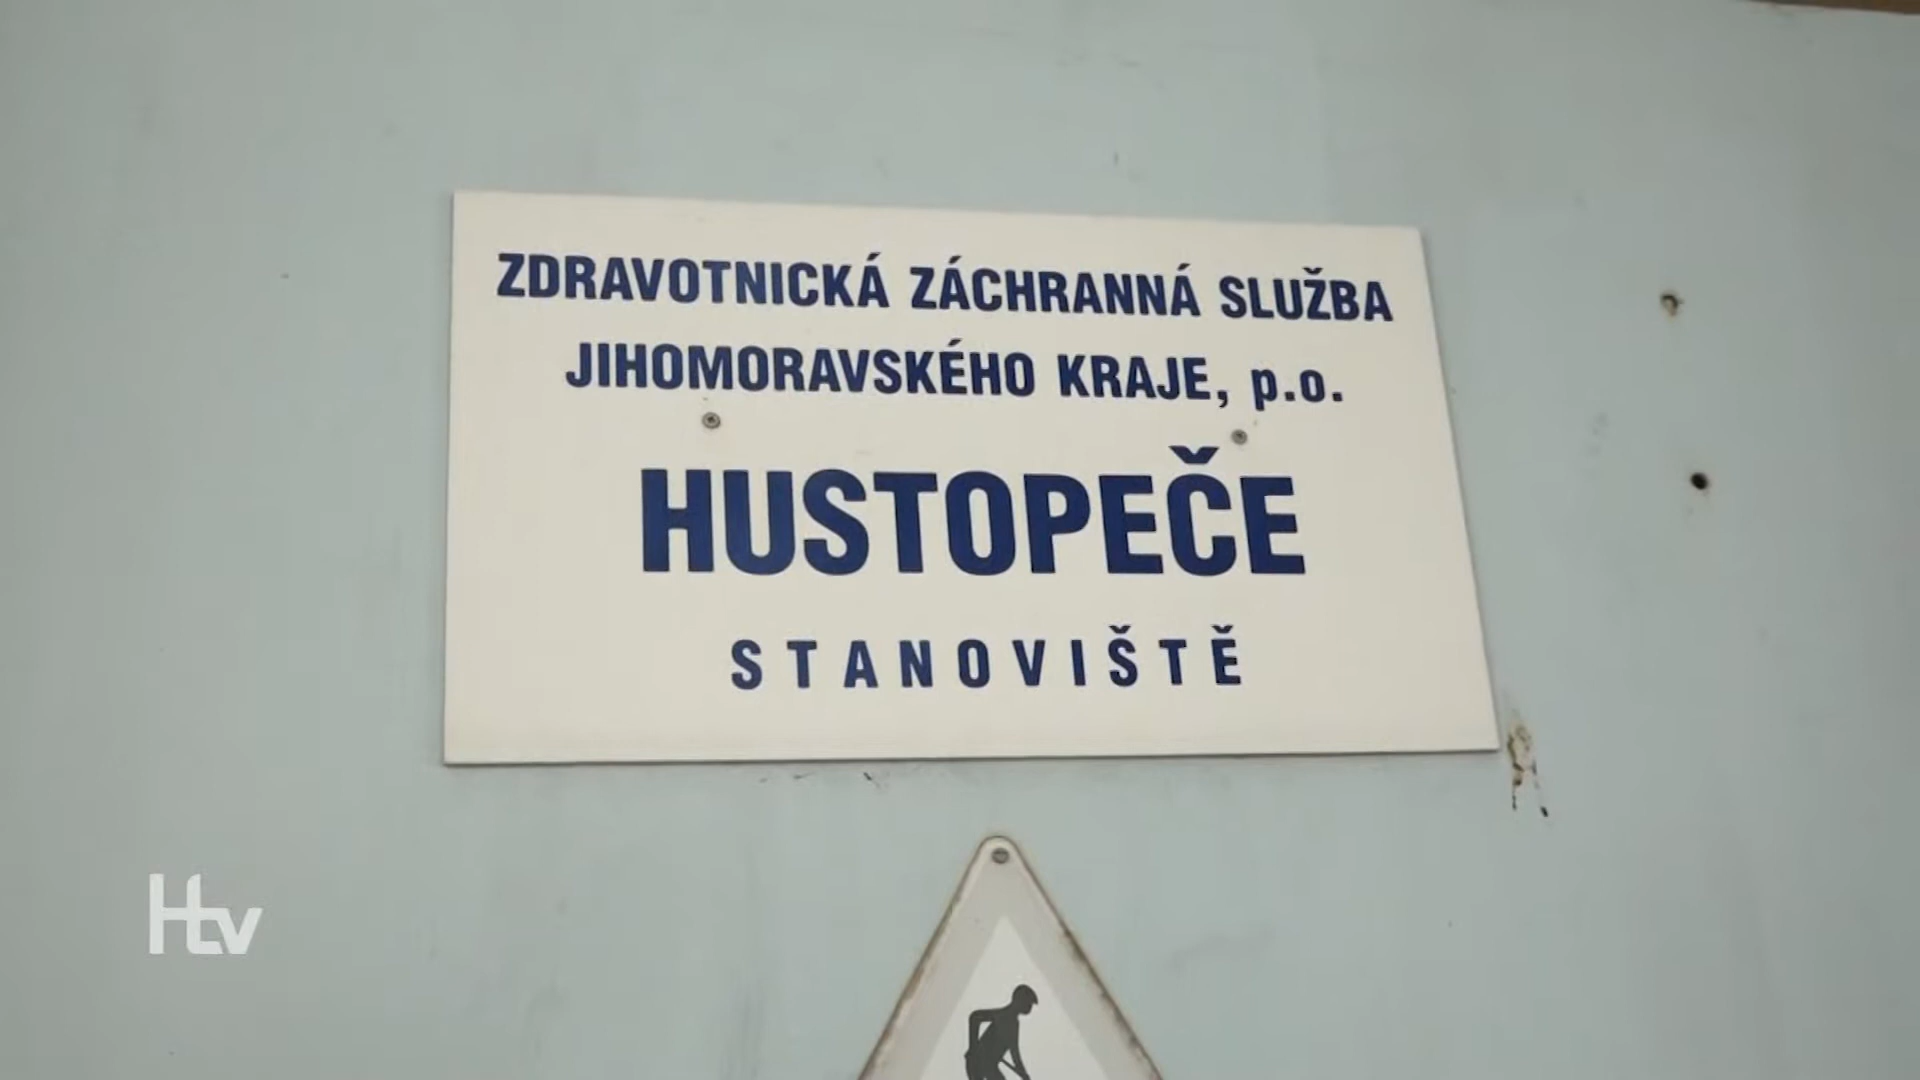 ZDRAVOTNICKÁ ZÁCHRANNÁ SLUŽBA
JIHOMORAVSKÉHO KRAJE, p.o.
HUSTOPEČE
STANOVIŠTĚ
Htv